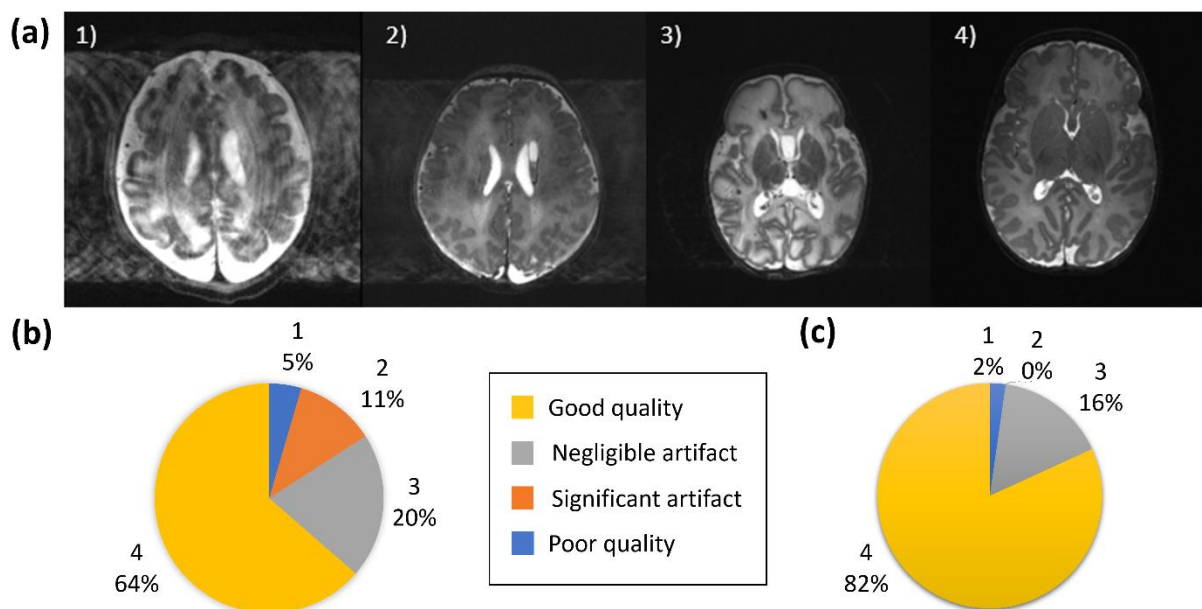 (a)
1)
2)
3)
4)
(b)
1
5%
2
11%
3
20%
4
64%
Good quality
Negligible artifact
Significant artifact
Poor quality
(c)
1
2%
2
0%
3
16%
4
82%